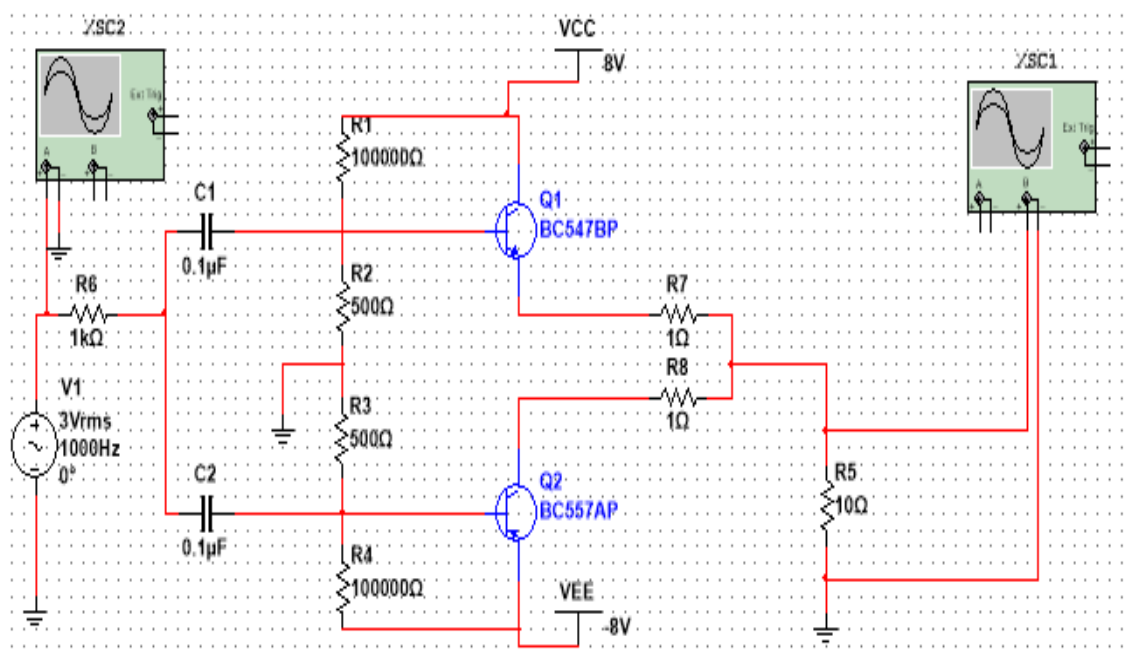 XSC2
Ext Trig
A
B
VCC
8V
XSC1
Ext Trig
A
B
R1
100000Ω
C1
0.1µF
Q1
BC547BP
R6
1kΩ
R2
500Ω
R7
1Ω
R8
1Ω
V1
3Vrms
1000Hz
0°
R3
500Ω
C2
0.1µF
Q2
BC557AP
R5
10Ω
R4
100000Ω
VEE
-8V